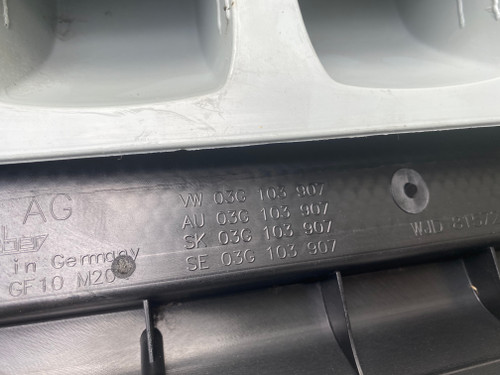 AG
in Germany
GF10 M20
VW 03G 103 907
AU 03G 103 907
SK 03G 103 907
SE 03G 103 907